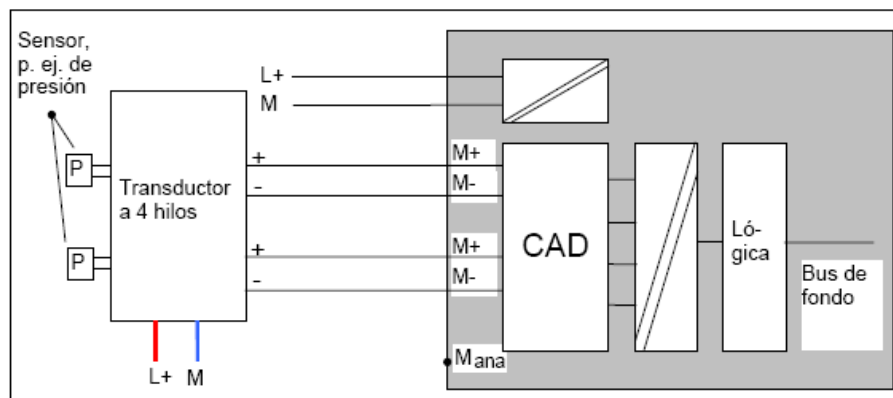 Sensor,
p. ej. de
presión
P
P
Transductor
a 4 hilos
L+
M
+
-
+
-
L+
M
M+
M-
M+
M-
Mana
CAD
Ló-
gica
Bus de
fondo